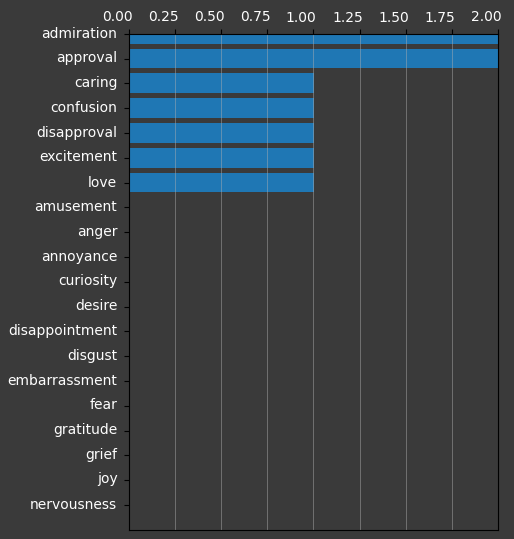 0.00 0.25 0.50 0.75 1.00 1.25 1.50 1.75 2.00
admiration
approval
caring
confusion
disapproval
excitement
love
amusement
anger
annoyance
curiosity
desire
disappointment
disgust
embarrassment
fear
gratitude
grief
joy
nervousness